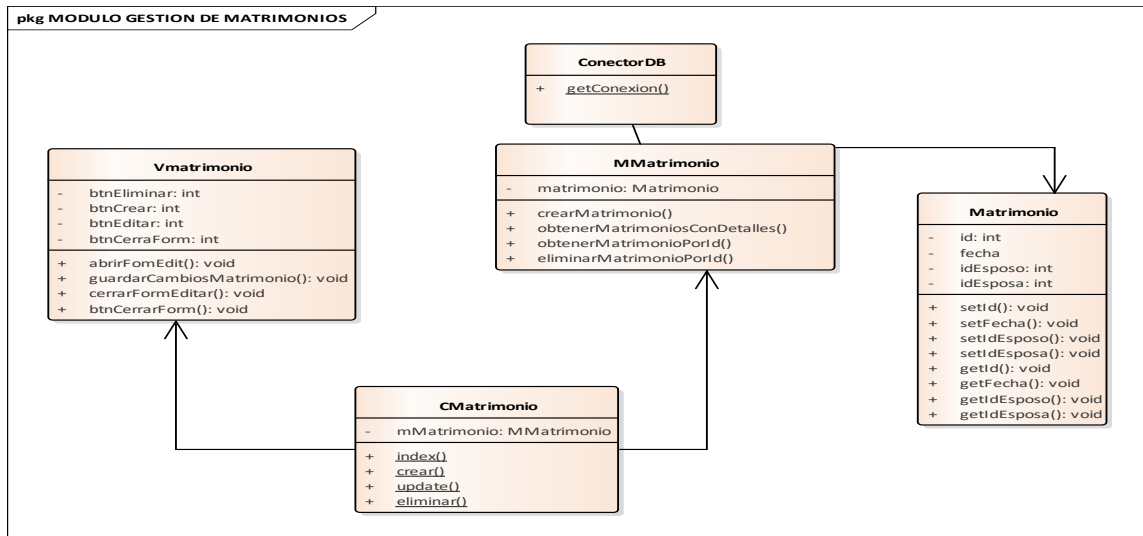 pkg MODULO GESTION DE MATRIMONIOS
ConectorDB
+ getConexion()
Vmatrimonio
- btnEliminar: int
- btnCrear: int
- btnEditar: int
- btnCerraForm: int
+ abrirFomEdit(): void
+ guardarCambiosMatrimonio(): void
+ cerrarFormEditar(): void
+ btnCerrarForm(): void
MMatrimonio
- matrimonio: Matrimonio
+ crearMatrimonio()
+ obtenerMatrimoniosConDetalles()
+ obtenerMatrimonioPorId()
+ eliminarMatrimonioPorId()
Matrimonio
- id: int
- fecha
- idEsposo: int
- idEsposa: int
+ setId(): void
+ setFecha(): void
+ setIdEsposo(): void
+ setIdEsposa(): void
+ getId(): void
+ getFecha(): void
+ getIdEsposo(): void
+ getIdEsposa(): void
CMatrimonio
- mMatrimonio: MMatrimonio
+ index()
+ crear()
+ update()
+ eliminar()